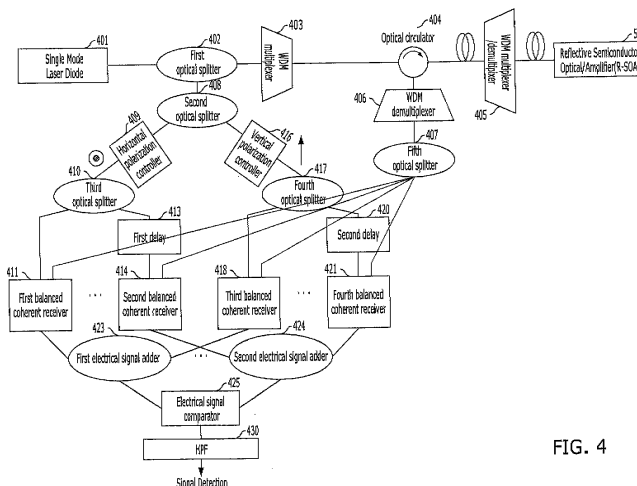 401
Single Mode
Laser Diode
402
First
optical splitter
403
WDM
multiplexer
404
Optical circulator
WDM multiplexer
/demultiplexer
405
Reflective Semiconducto
Optical/Amplifier(R-SOA
406
WDM
demultiplexer
407
Fifth
optical splitter
408
Second
optical splitter
409
Horizontal
polarization
controller
416
Vertical
polarization
controller
410
Third
optical splitter
417
Fourth
optical splitter
413
First delay
420
Second delay
411
First balanced
coherent receiver
...
414
Second balanced
coherent receiver
418
Third balanced
coherent receiver
...
421
Fourth balanced
coherent receiver
423
First electrical signal adder
...
424
Second electrical signal adder
425
Electrical signal
comparator
430
HPF
Signal Detection
FIG. 4